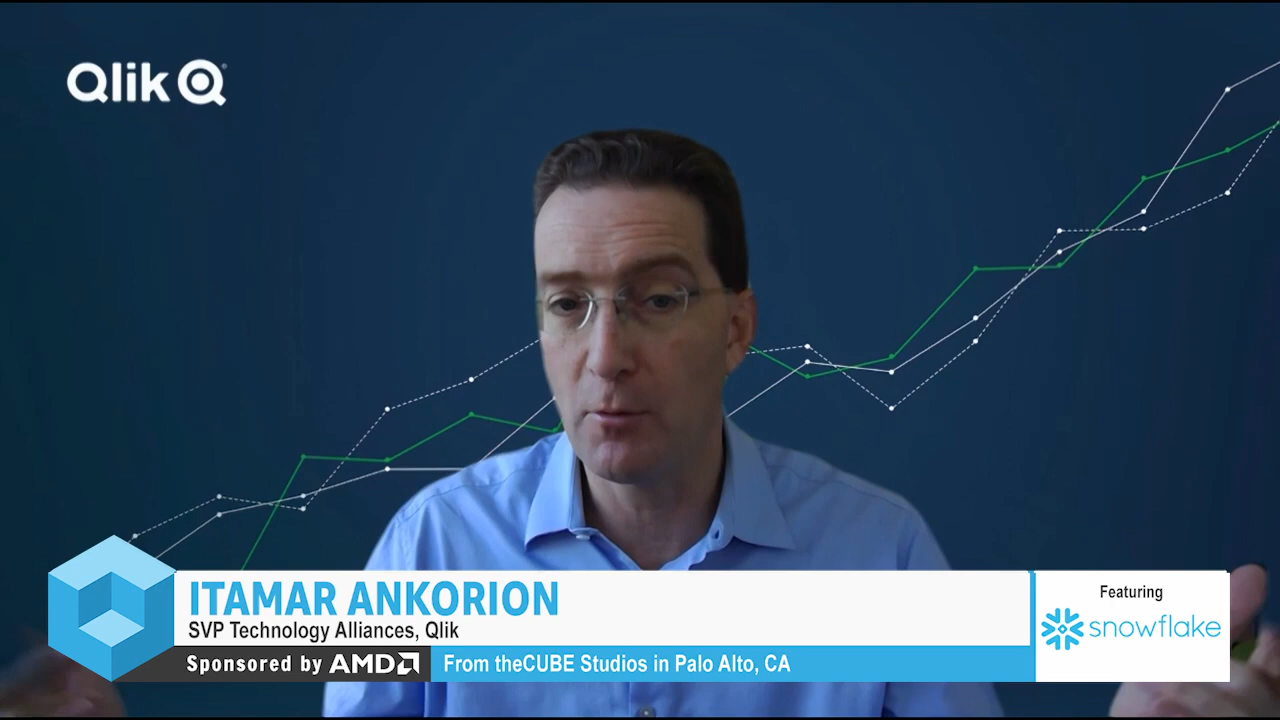 Qlik
ITAMAR ANKORION
SVP Technology Alliances, Qlik
Sponsored by AMD
From theCUBE Studios in Palo Alto, CA
Featuring
snowflake